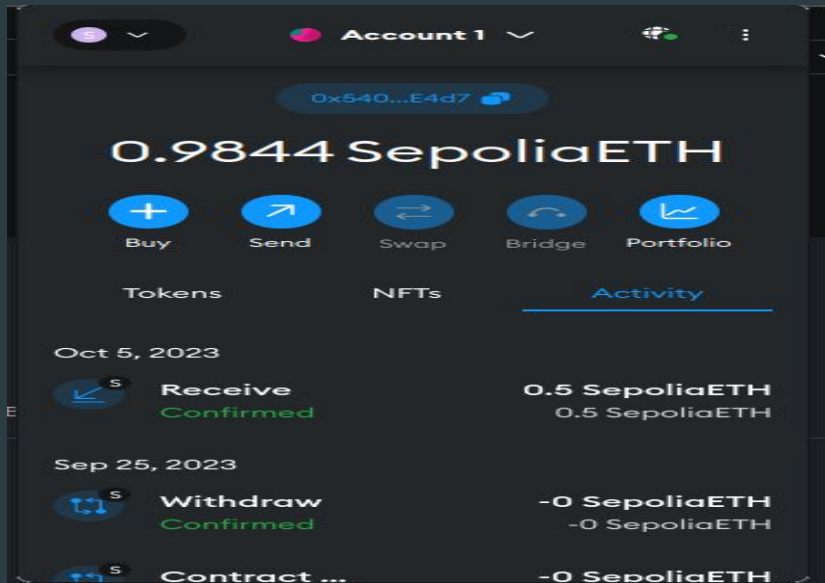 S
Account 1
0x540...E4d7
0.9844 SepoliaETH
Buy Send Swap Bridge Portfolio
Tokens NFTs Activity
Oct 5, 2023
S
Receive 0.5 SepoliaETH
Confirmed 0.5 SepoliaETH
E
Sep 25, 2023
S
Withdraw -0 SepoliaETH
Confirmed -0 SepoliaETH
S
Contract ... -0 SepoliaETH